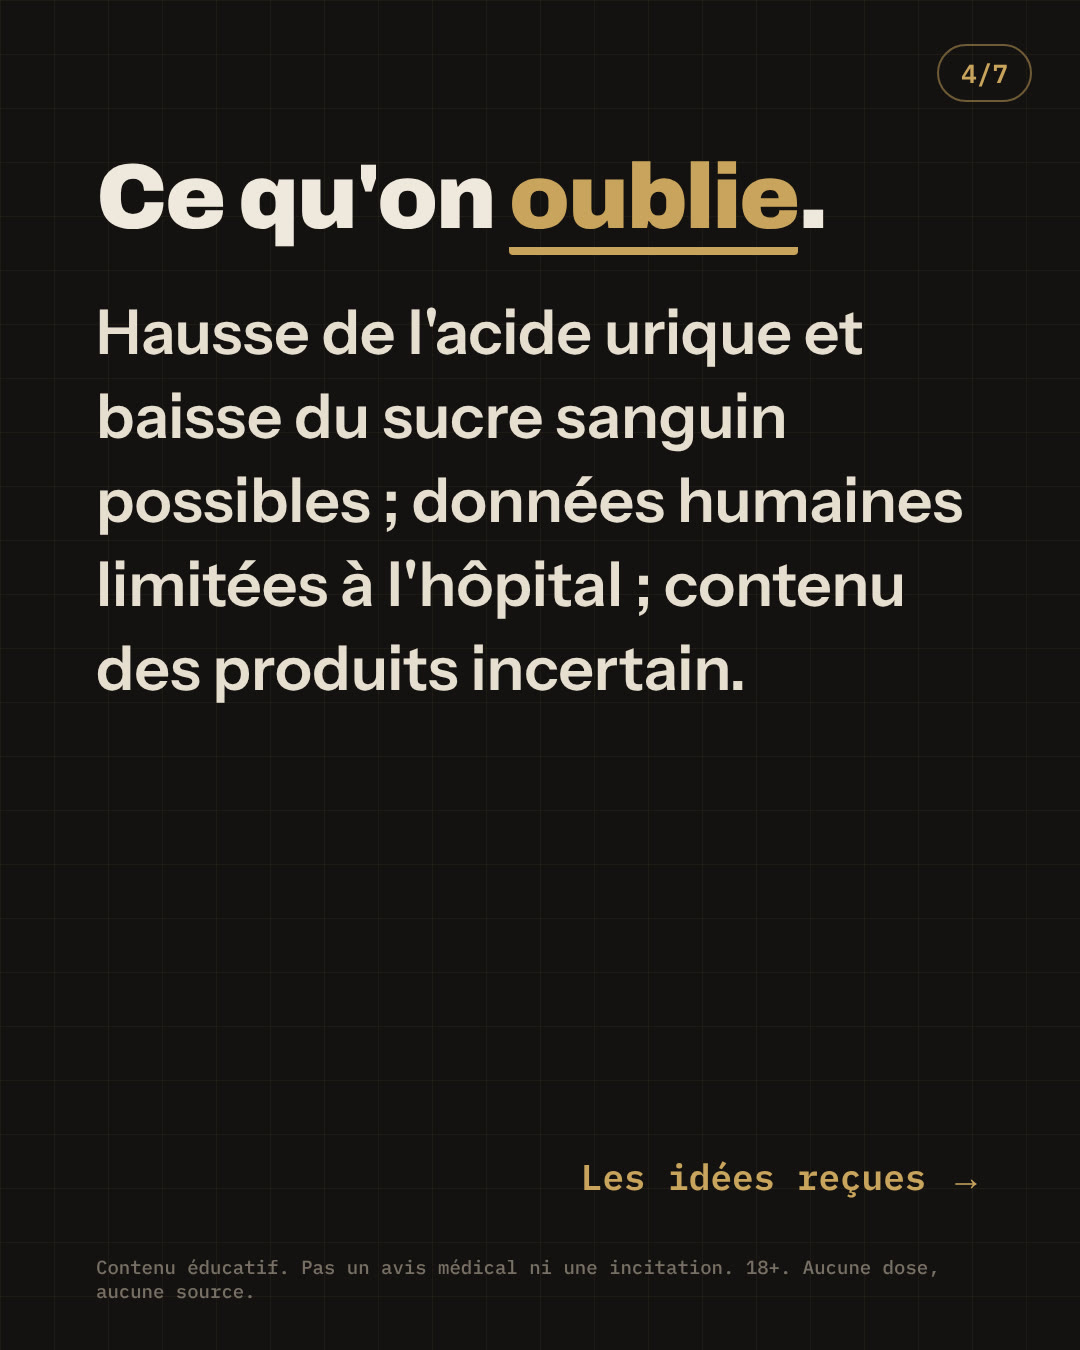 4/7
Ce qu'on oublie.
Hausse de l'acide urique et
baisse du sucre sanguin
possibles ; données humaines
limitées à l'hôpital ; contenu
des produits incertain.
Les idées reçues →
Contenu éducatif. Pas un avis médical ni une incitation. 18+. Aucune dose,
aucune source.